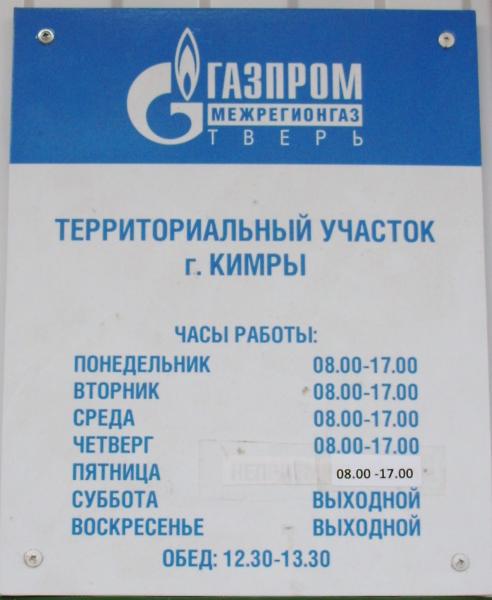 ГАЗПРОМ
МЕЖРЕГИОНГАЗ
ТВЕРЬ
ТЕРРИТОРИАЛЬНЫЙ УЧАСТОК
г. КИМРЫ
ЧАСЫ РАБОТЫ:
ПОНЕДЕЛЬНИК 08.00-17.00
ВТОРНИК 08.00-17.00
СРЕДА 08.00-17.00
ЧЕТВЕРГ 08.00-17.00
ПЯТНИЦА 08.00 -17.00
СУББОТА ВЫХОДНОЙ
ВОСКРЕСЕНЬЕ ВЫХОДНОЙ
ОБЕД: 12.30-13.30